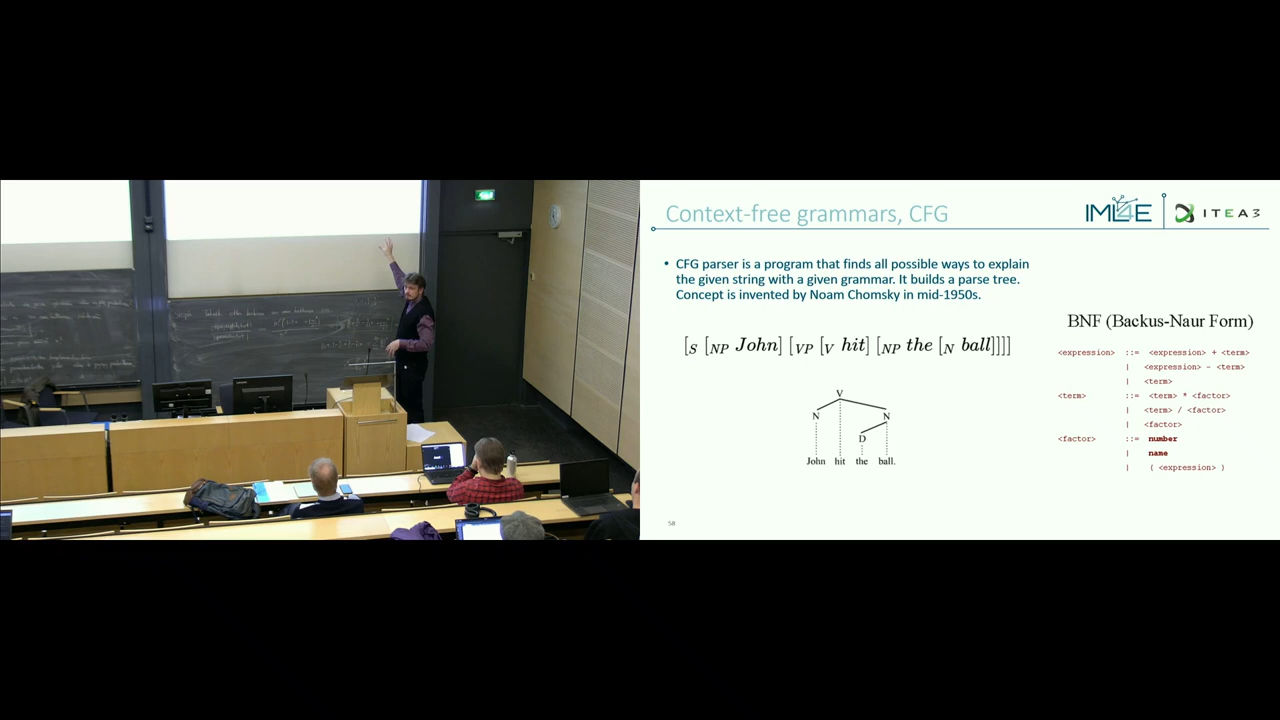 Context-free grammars, CFG
IML4E
ITEA3
• CFG parser is a program that finds all possible ways to explain
the given string with a given grammar. It builds a parse tree.
Concept is invented by Noam Chomsky in mid-1950s.
[S [NP John] [VP [V hit] [NP the [N ball]]]]
V
N N
D
John hit the ball.
BNF (Backus-Naur Form)
<expression> ::= <expression> + <term>
| <expression> - <term>
| <term>
<term> ::= <term> * <factor>
| <term> / <factor>
| <factor>
<factor> ::= number
| name
| ( <expression> )
58